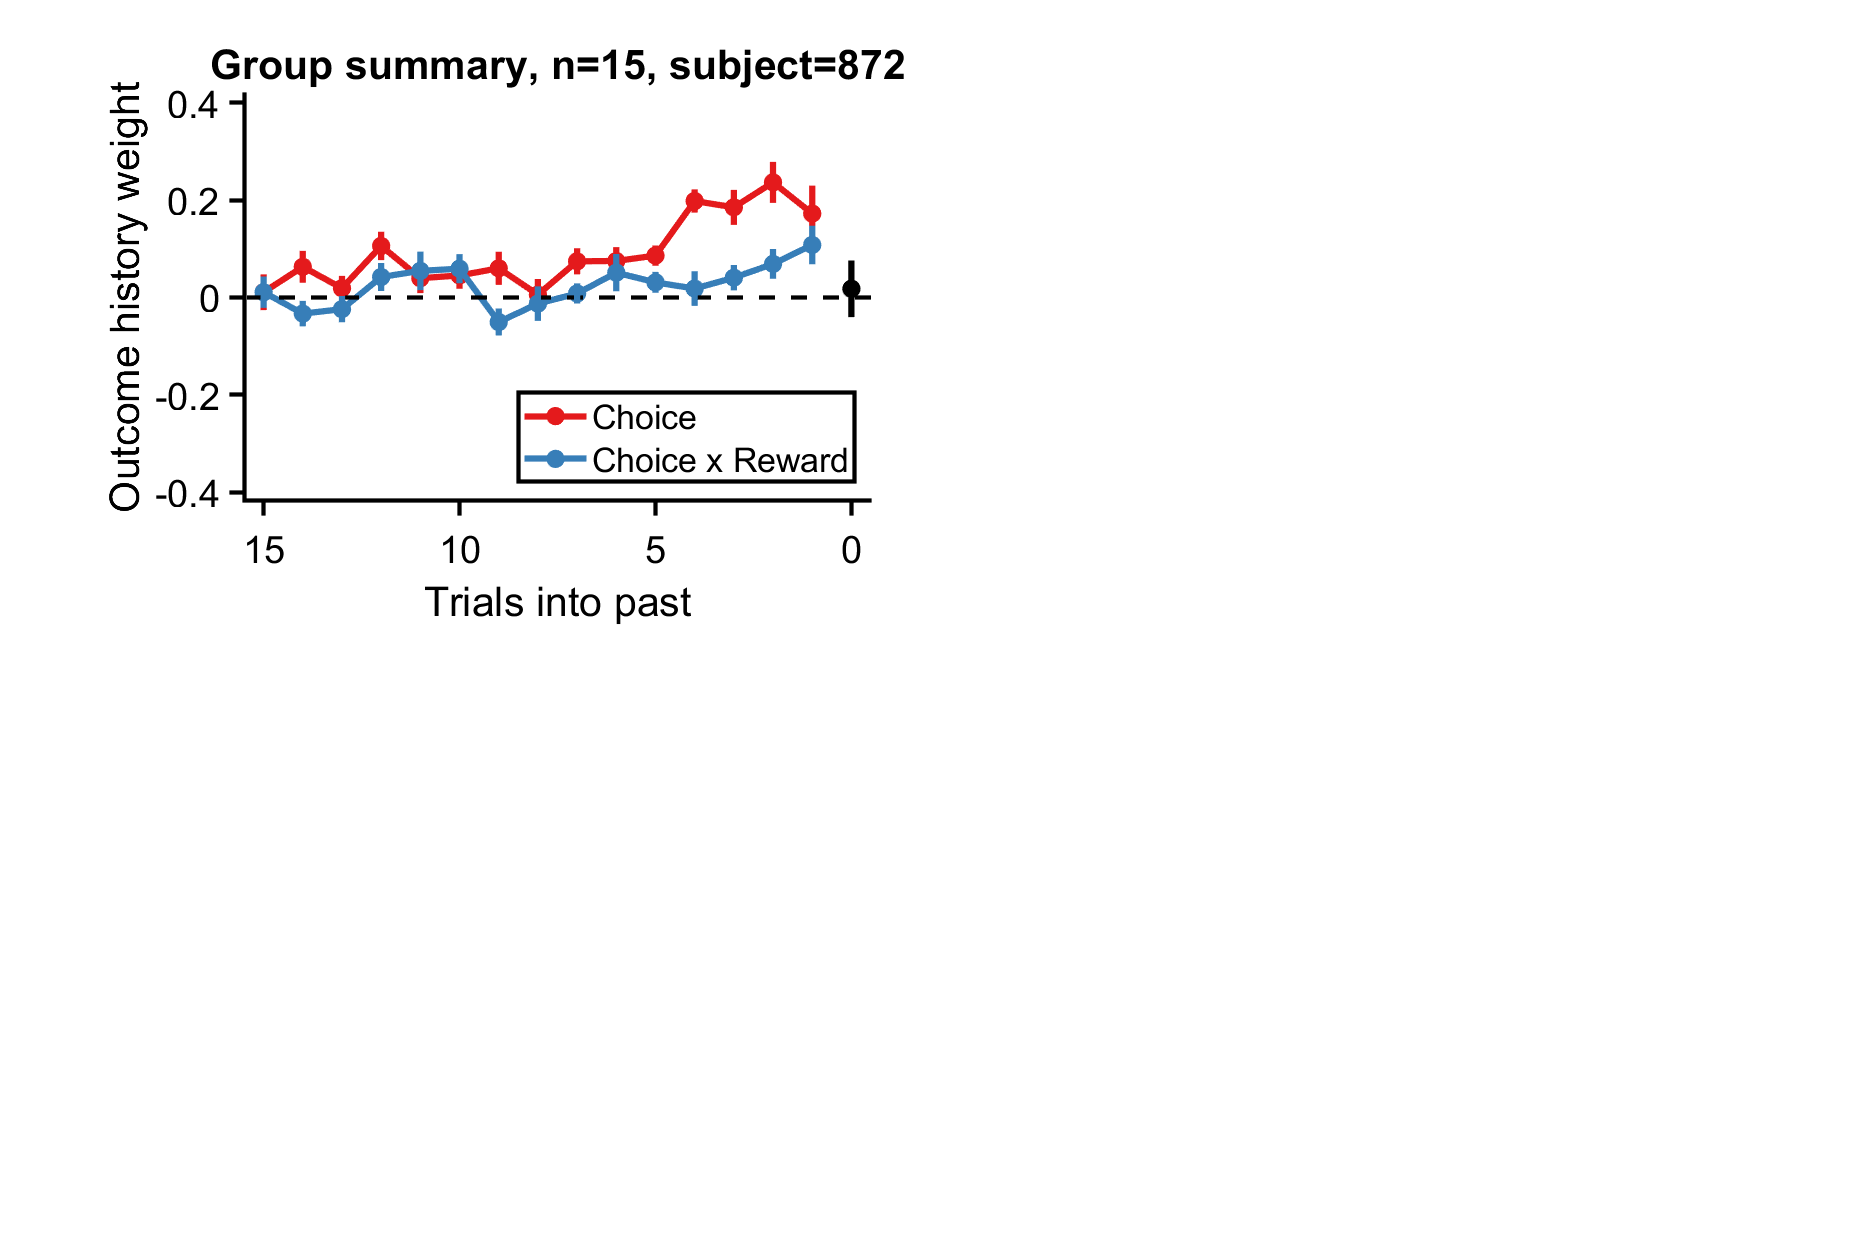 Group summary, n=15, subject=872
Outcome history weight
0.4
0.2
0
-0.2
-0.4
Choice
Choice x Reward
15
10
5
0
Trials into past